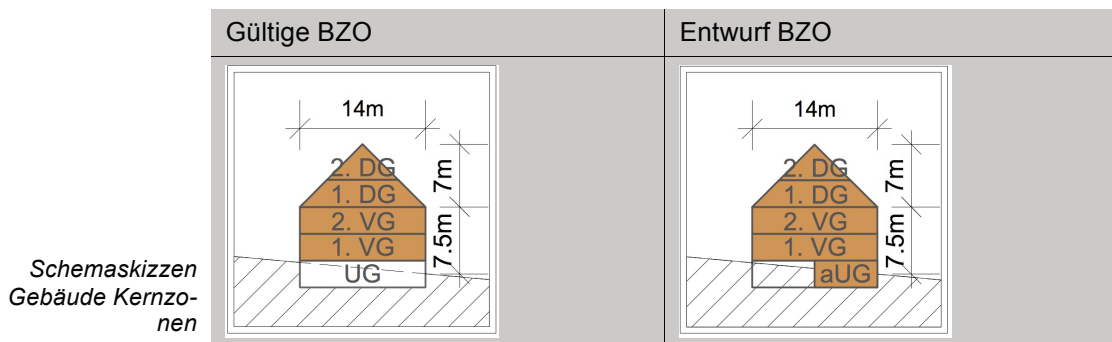 Gültige BZO
Entwurf BZO
14m
2. DG
1. DG
2. VG
1. VG
UG
7m
7.5m
14m
2. DG
1. DG
2. VG
1. VG
aUG
7m
7.5m
Schemaskizzen
Gebäude Kernzo-
nen